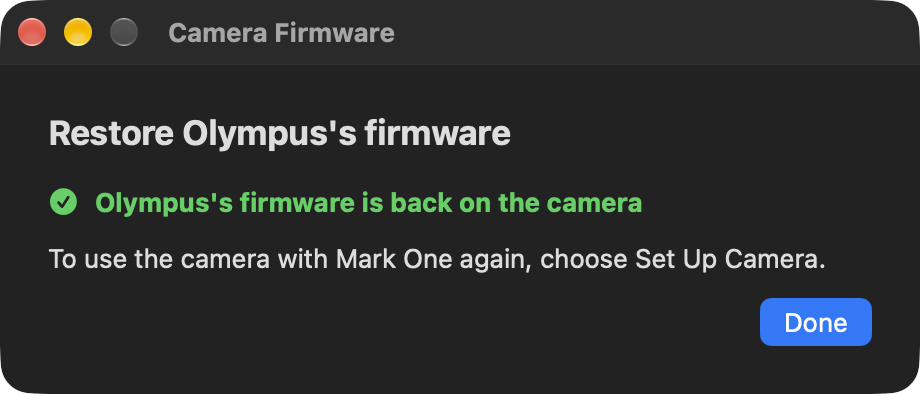 Camera Firmware
Restore Olympus's firmware
Olympus's firmware is back on the camera
To use the camera with Mark One again, choose Set Up Camera.
Done